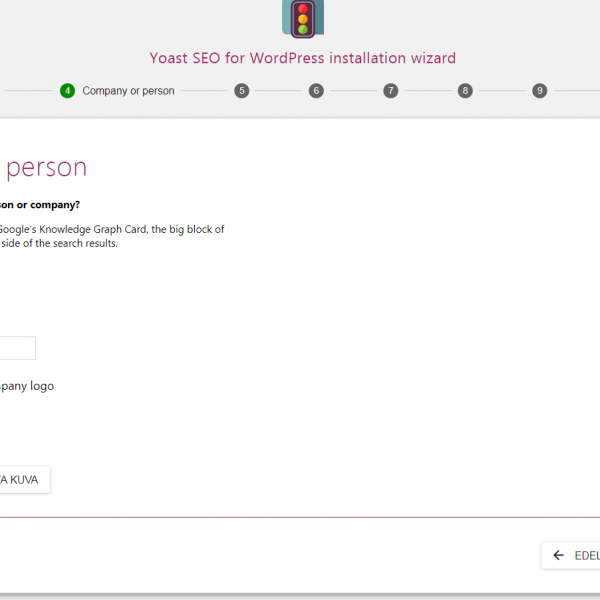 Yoast SEO for WordPress installation wizard
4 Company or person 5 6 7 8 9
person
son or company?
Google's Knowledge Graph Card, the big block of
side of the search results.
pany logo
A KUVA
← EDEL